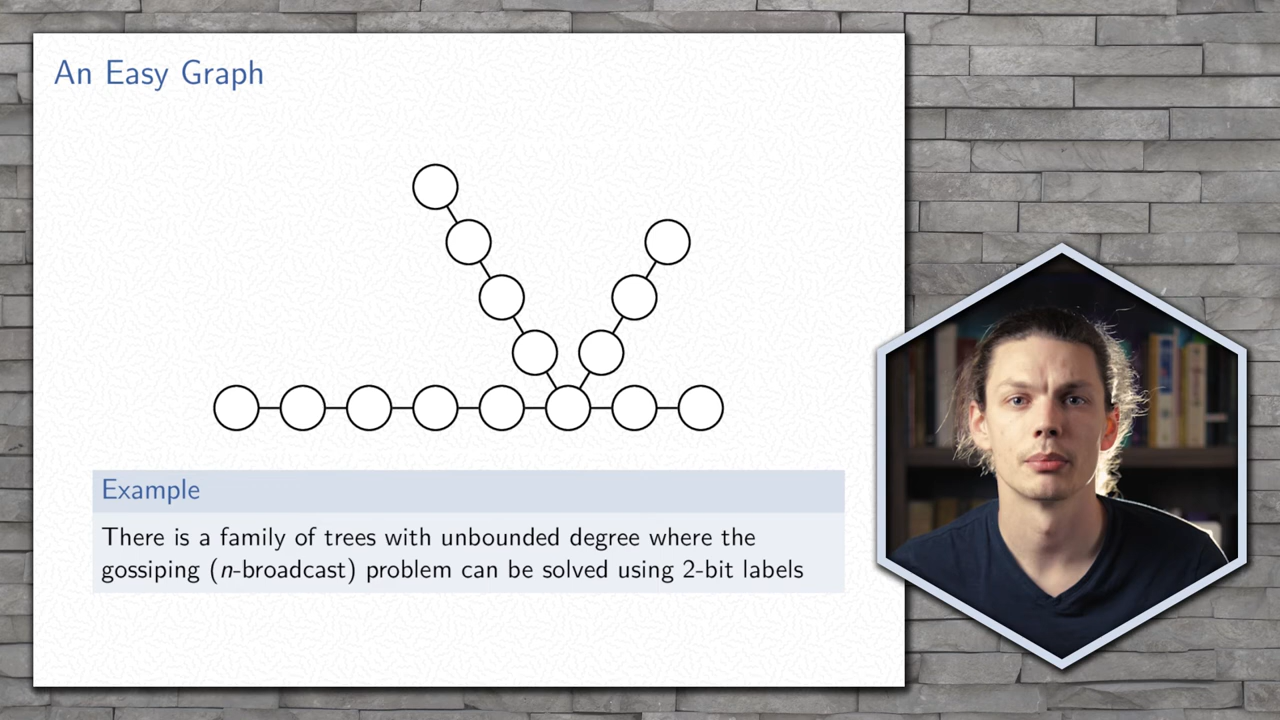 An Easy Graph
Example
There is a family of trees with unbounded degree where the
gossiping (n-broadcast) problem can be solved using 2-bit labels